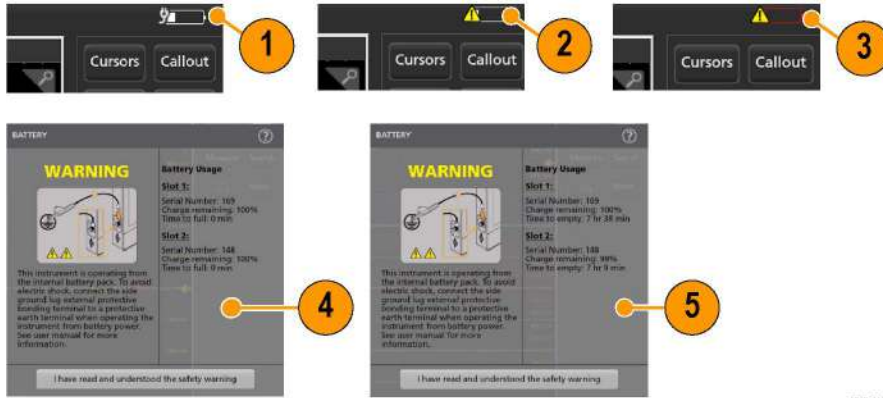 1
2
3
Cursors
Callout
Cursors
Callout
Cursors
Callout
BATTERY
?
WARNING
This instrument is operating from
the internal battery pack. To avoid
electric shock, connect the side
ground lug external protective
bonding terminal to a protective
earth terminal when operating the
instrument from battery power.
See user manual for more
information.
Battery Usage
Slot 1:
Serial Number: 169
Charge remaining: 100%
Time to full: 0 min
Slot 2:
Serial Number: 148
Charge remaining: 100%
Time to full: 0 min
I have read and understood the safety warning
4
BATTERY
?
WARNING
This instrument is operating from
the internal battery pack. To avoid
electric shock, connect the side
ground lug external protective
bonding terminal to a protective
earth terminal when operating the
instrument from battery power.
See user manual for more
information.
Battery Usage
Slot 1:
Serial Number: 169
Charge remaining: 100%
Time to empty: 7 hr 38 min
Slot 2:
Serial Number: 148
Charge remaining: 99%
Time to empty: 7 hr 9 min
I have read and understood the safety warning
5